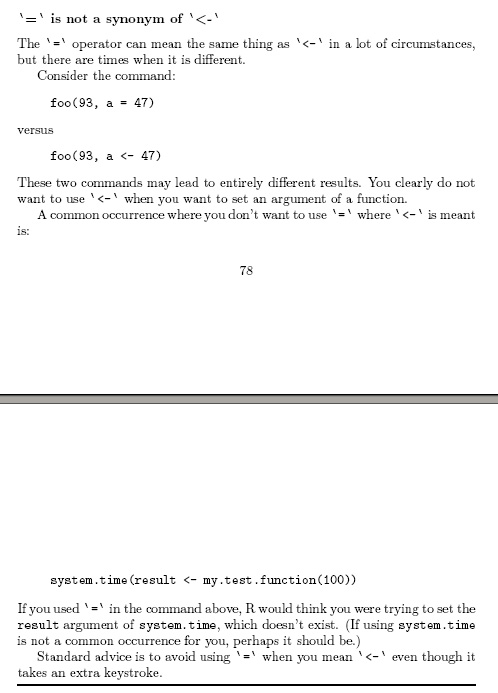 `=` is not a synonym of `<-`
The `=` operator can mean the same thing as `<-` in a lot of circumstances,
but there are times when it is different.
Consider the command:
foo(93, a = 47)
versus
foo(93, a <- 47)
These two commands may lead to entirely different results. You clearly do not
want to use `<-` when you want to set an argument of a function.
A common occurrence where you don't want to use `=` where `<-` is meant
is:
78
system.time(result <- my.test.function(100))
If you used `=` in the command above, R would think you were trying to set the
result argument of system.time, which doesn't exist. (If using system.time
is not a common occurrence for you, perhaps it should be.)
Standard advice is to avoid using `=` when you mean `<-` even though it
takes an extra keystroke.